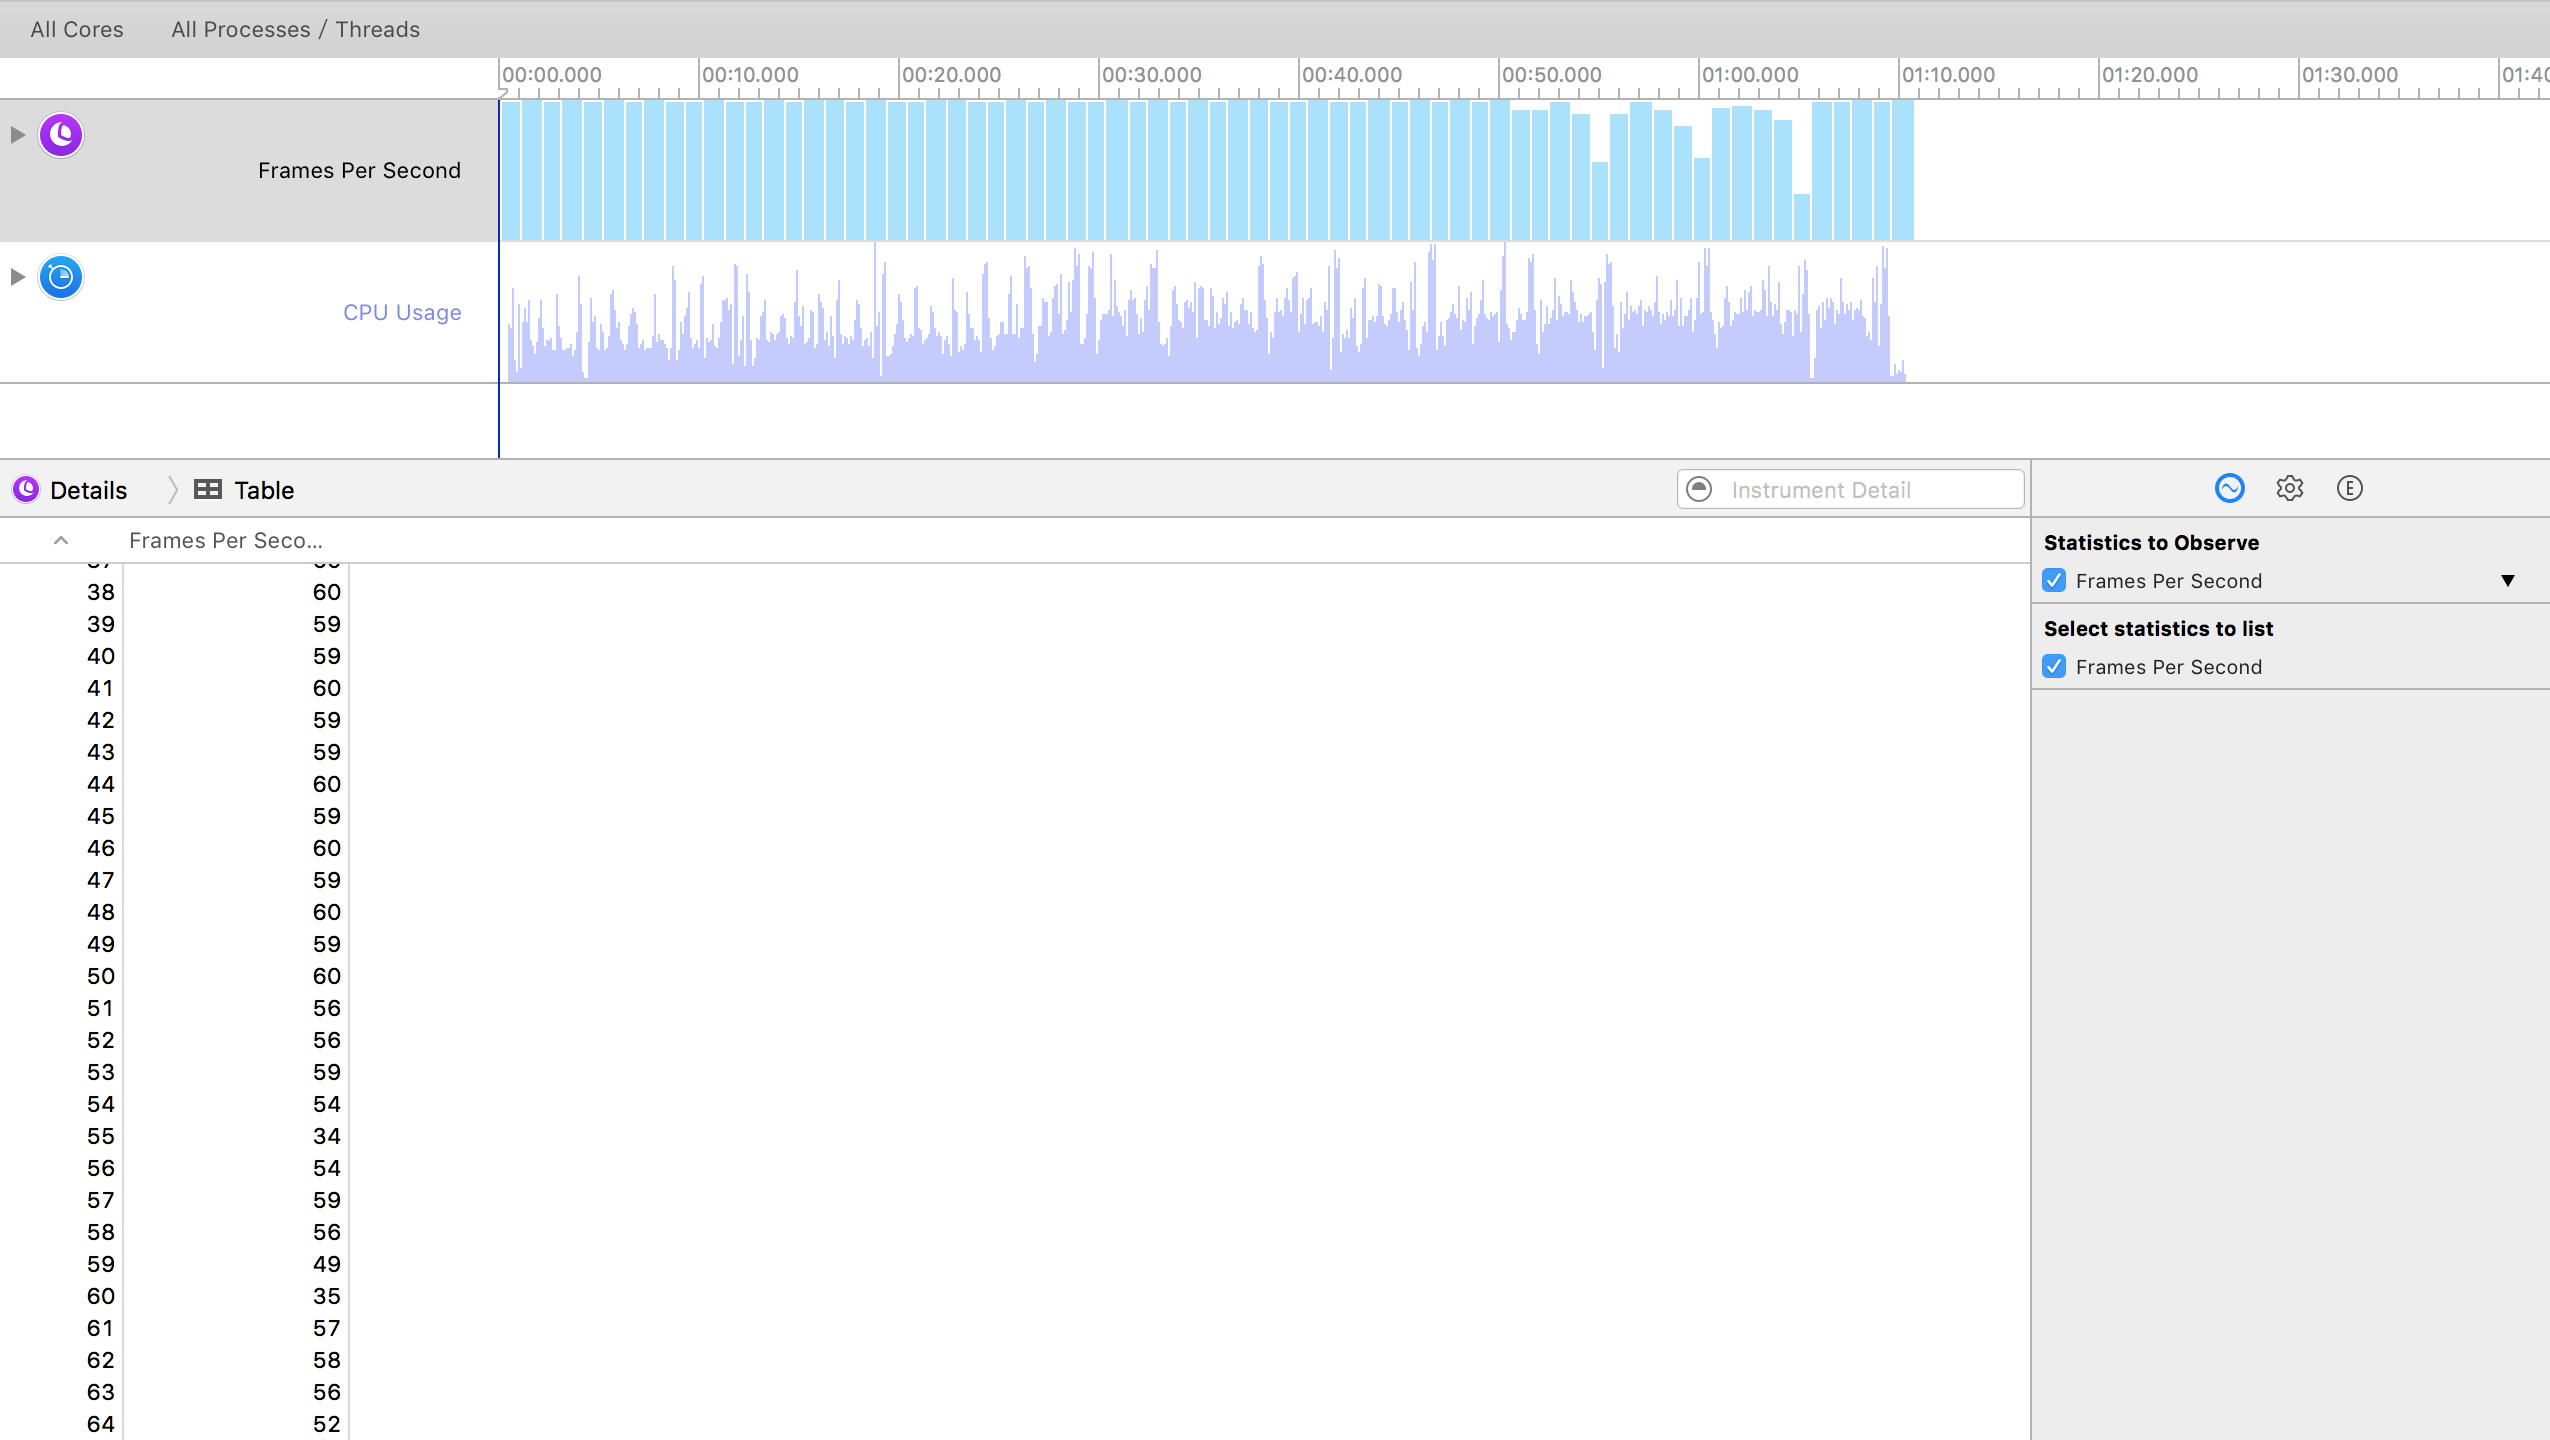 All Cores All Processes / Threads
00:00.000 00:10.000 00:20.000 00:30.000 00:40.000 00:50.000 01:00.000 01:10.000 01:20.000 01:30.000
Frames Per Second
CPU Usage
Details Table Instrument Detail E
Frames Per Seco...
Statistics to Observe
Frames Per Second
Select statistics to list
Frames Per Second
38 60
39 59
40 59
41 60
42 59
43 59
44 60
45 59
46 60
47 59
48 60
49 59
50 60
51 56
52 56
53 59
54 54
55 34
56 54
57 59
58 56
59 49
60 35
61 57
62 58
63 56
64 52